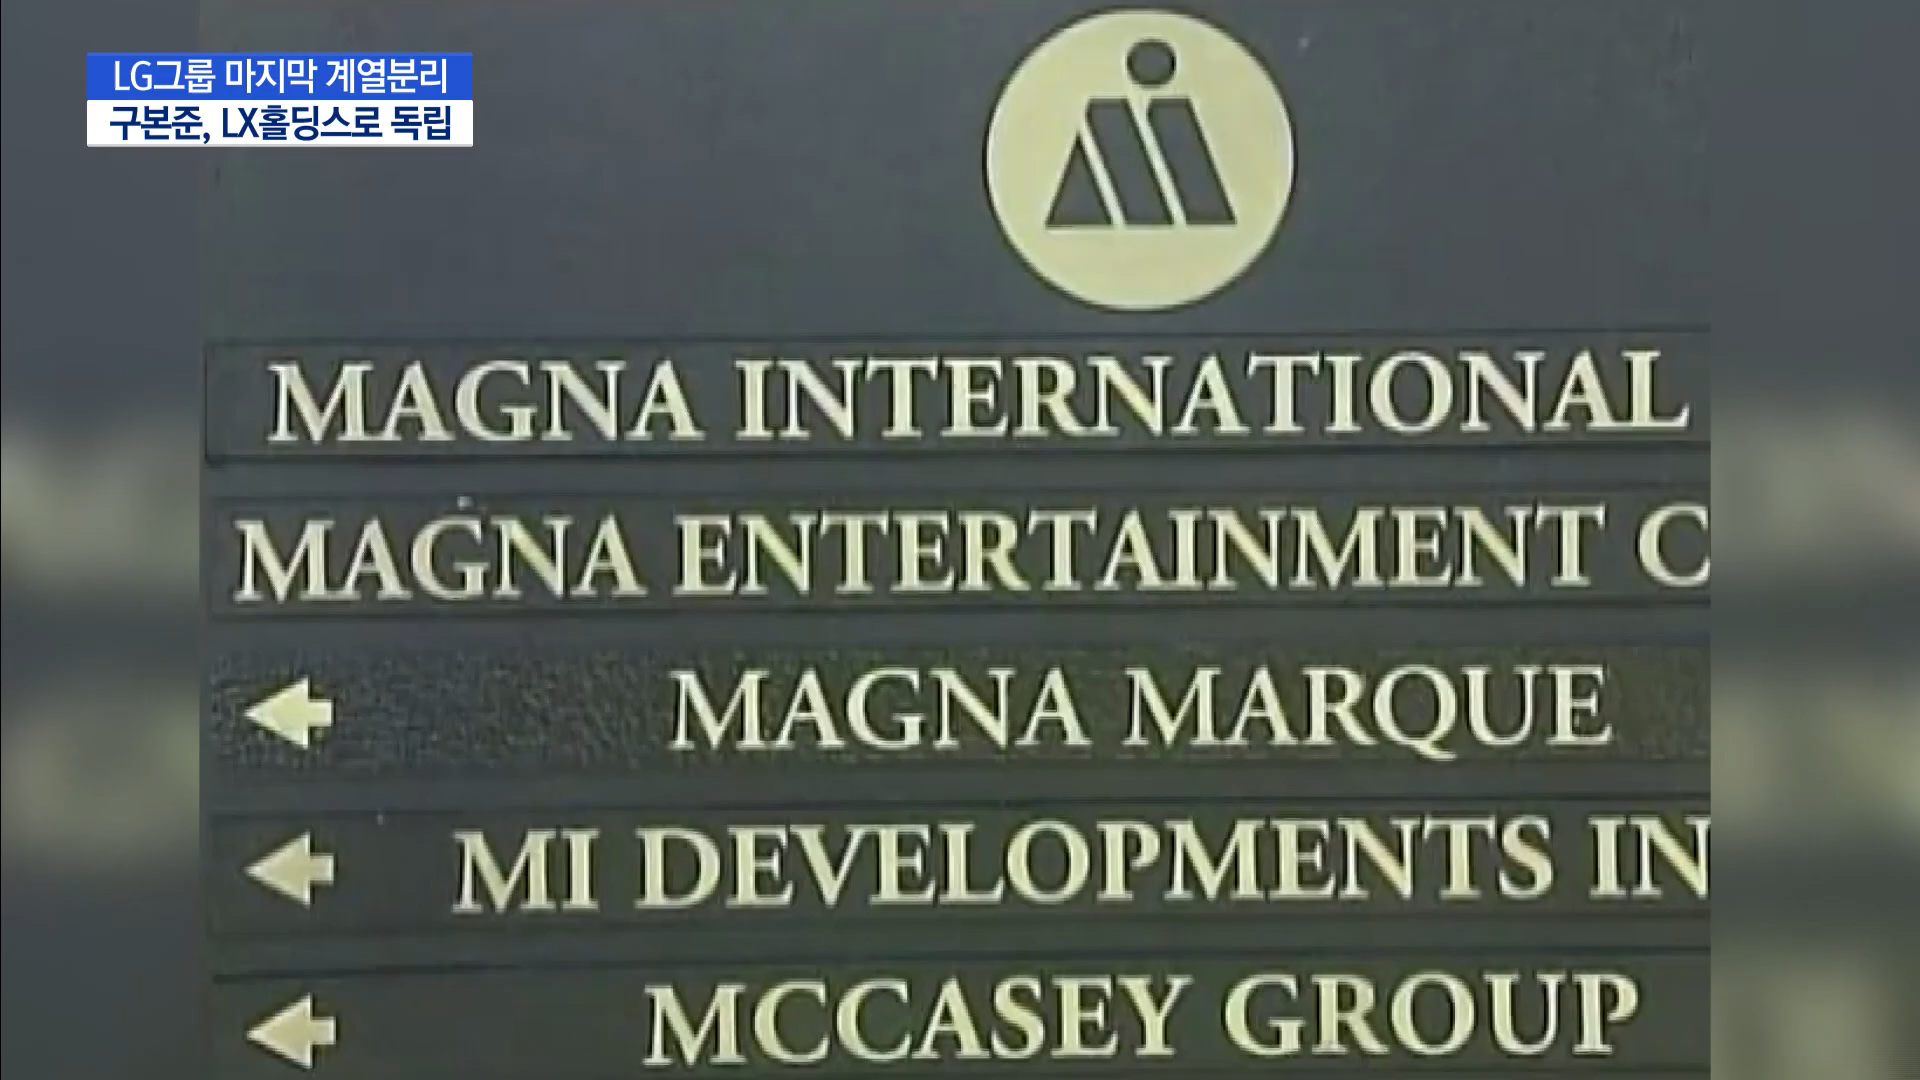 LG그룹 마지막 계열분리
구본준, LX홀딩스로 독립
MAGNA INTERNATIONAL
MAGNA ENTERTAINMENT C
MAGNA MARQUE
MI DEVELOPMENTS IN
MCCASEY GROUP